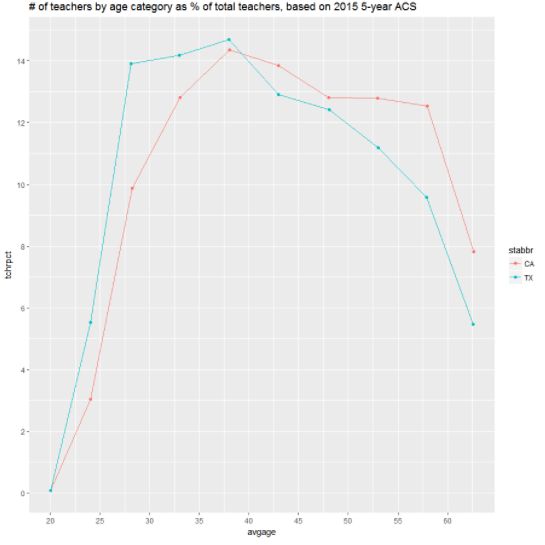 # of teachers by age category as % of total teachers, based on 2015 5-year ACS
14
12
10
8
6
4
2
0
tchrpct
20 25 30 35 40 45 50 55 60
avgage
stabbr
CA
TX